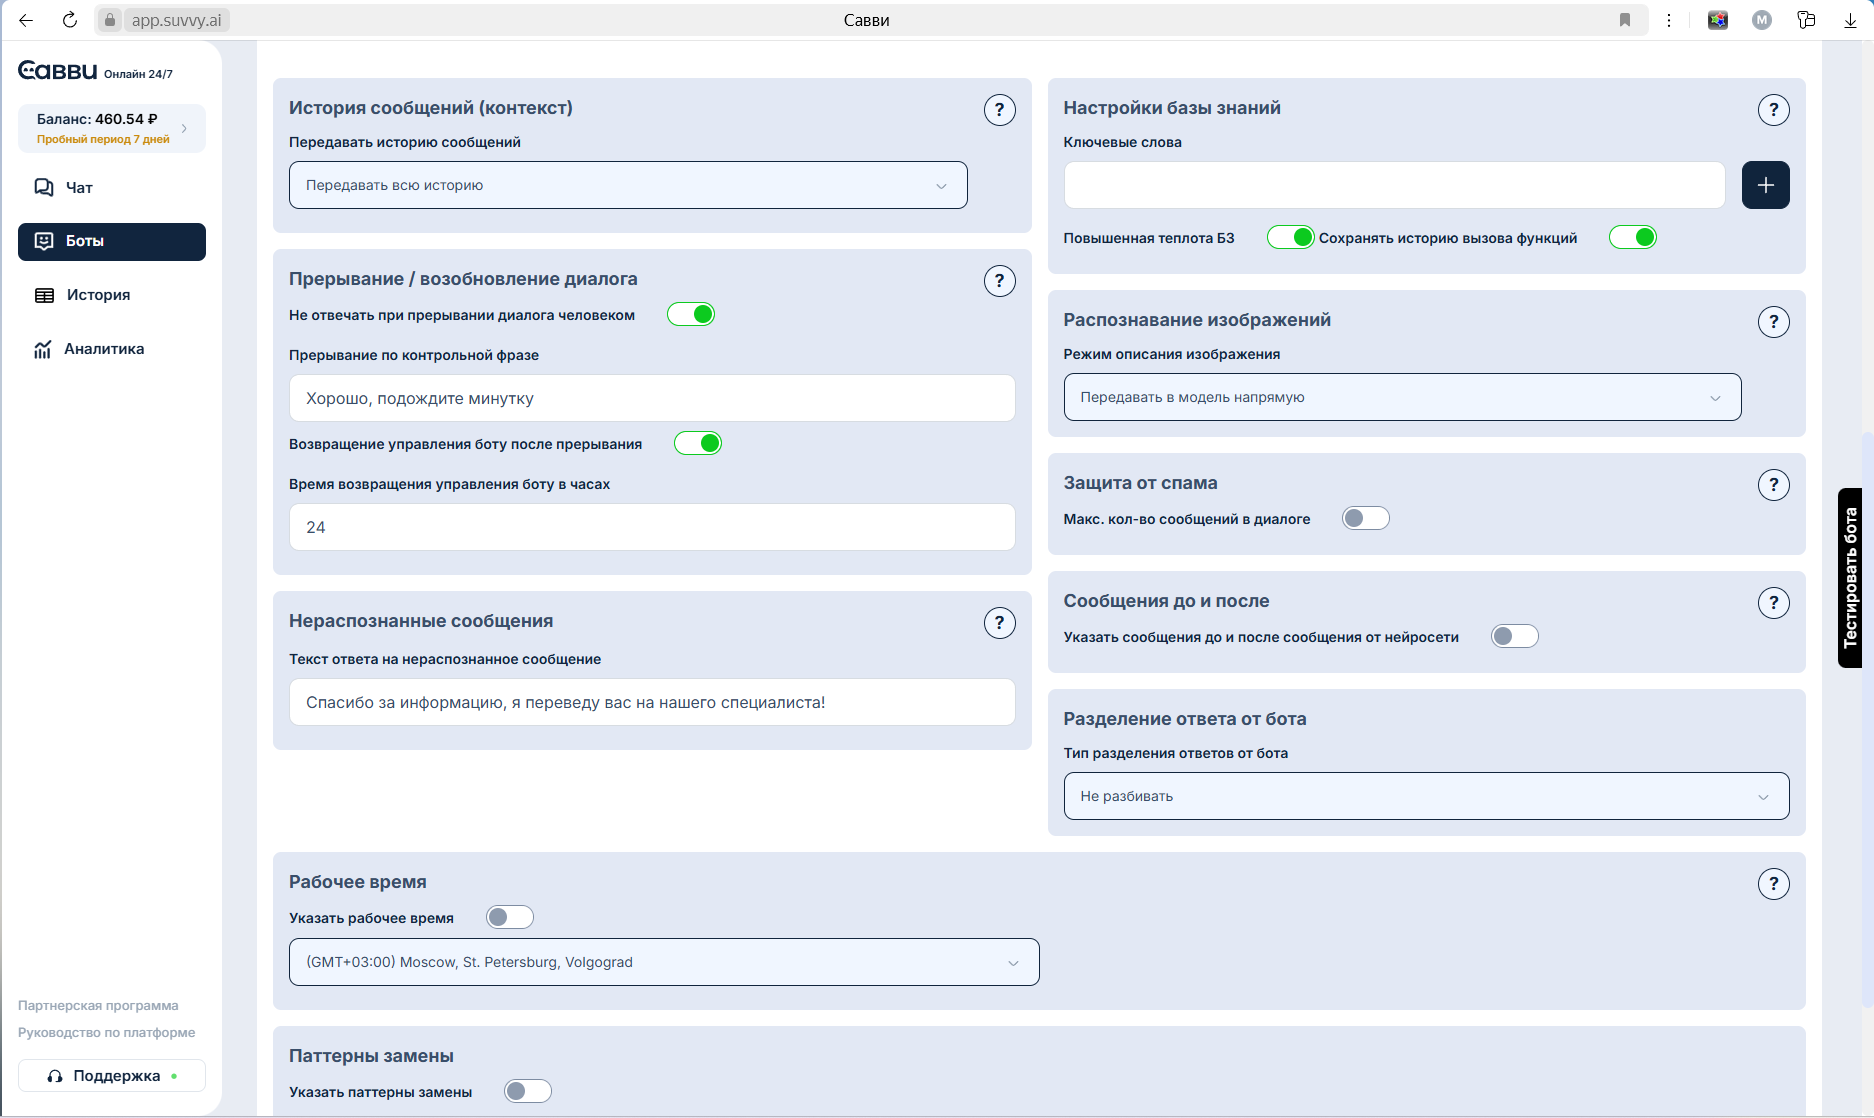 app.suvvy.ai
Савви
М
Савви Онлайн 24/7
Баланс: 460.54 ₽
Пробный период 7 дней
Чат
Боты
История
Аналитика
Партнерская программа
Руководство по платформе
Поддержка
История сообщений (контекст)
?
Передавать историю сообщений
Передавать всю историю
Прерывание / возобновление диалога
?
Не отвечать при прерывании диалога человеком
Прерывание по контрольной фразе
Хорошо, подождите минутку
Возвращение управления боту после прерывания
Время возвращения управления боту в часах
24
Нераспознанные сообщения
?
Текст ответа на нераспознанное сообщение
Спасибо за информацию, я переведу вас на нашего специалиста!
Настройки базы знаний
?
Ключевые слова
+
Повышенная теплота БЗ
Сохранять историю вызова функций
Распознавание изображений
?
Режим описания изображения
Передавать в модель напрямую
Защита от спама
?
Макс. кол-во сообщений в диалоге
Сообщения до и после
?
Указать сообщения до и после сообщения от нейросети
Разделение ответа от бота
Тип разделения ответов от бота
Не разбивать
Рабочее время
?
Указать рабочее время
(GMT+03:00) Moscow, St. Petersburg, Volgograd
Паттерны замены
Указать паттерны замены
Тестировать бота